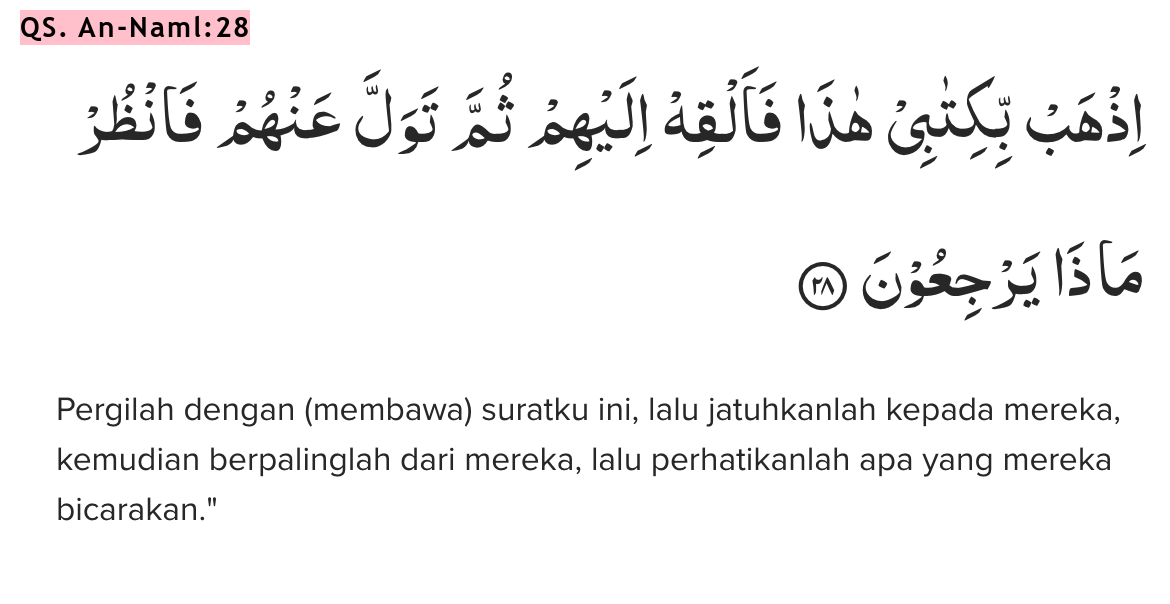 QS. An-Naml:28
اِذْهَبْ بِّكِتٰبِيْ هٰذَا فَاَلْقِهْ اِلَيْهِمْ ثُمَّ تَوَلَّ عَنْهُمْ فَانْظُرْ
مَاذَا يَرْجِعُوْنَ ٢٨
Pergilah dengan (membawa) suratku ini, lalu jatuhkanlah kepada mereka,
kemudian berpalinglah dari mereka, lalu perhatikanlah apa yang mereka
bicarakan."